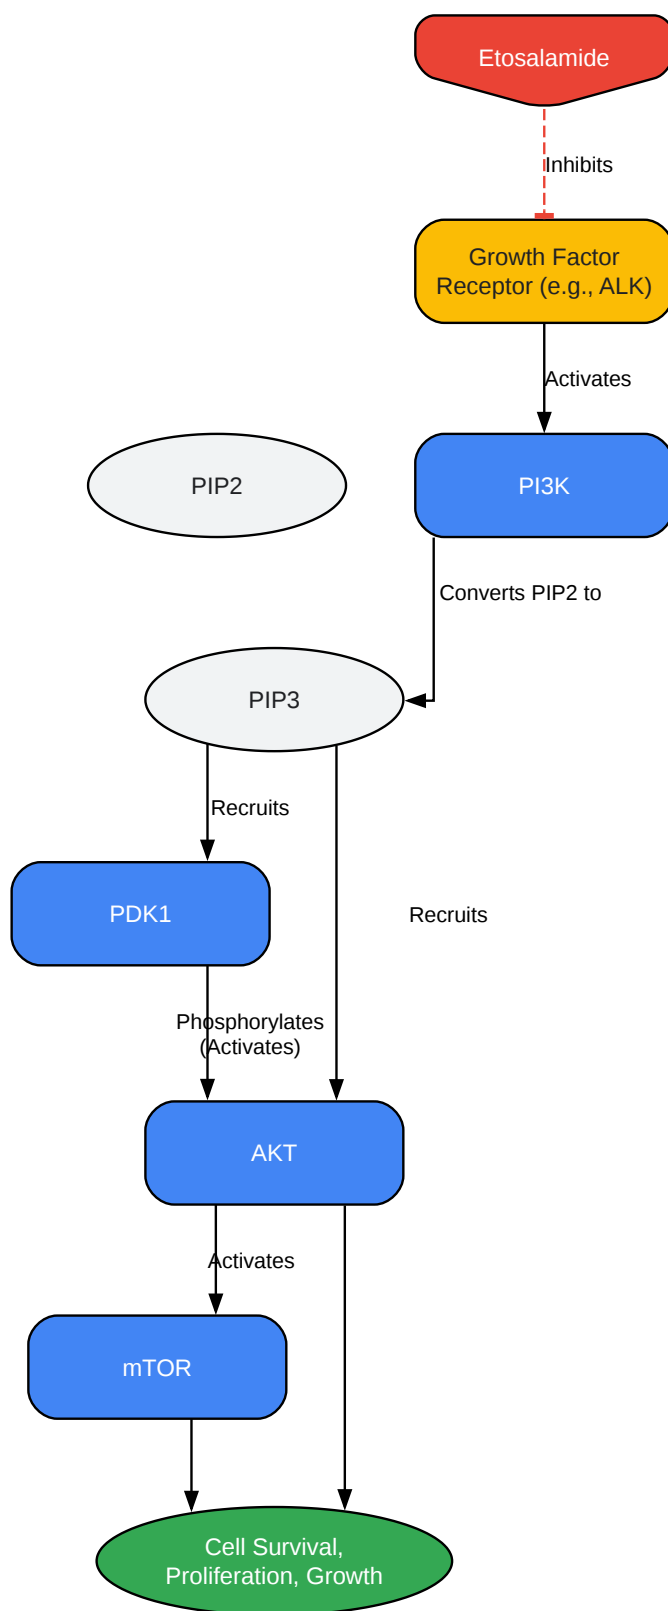 Etosalamide
Inhibits
Growth Factor
Receptor (e.g., ALK)
Activates
PIP2
PI3K
Converts PIP2 to
PIP3
Recruits
PDK1
Recruits
Phosphorylates
(Activates)
AKT
Activates
mTOR
Cell Survival,
Proliferation, Growth